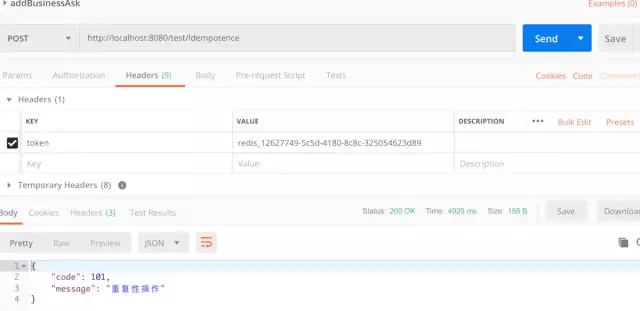 addBusinessAsk
Examples (0)
POST http://localhost:8080/test/Idempotence Send Save
Params Authorization Headers (9) Body Pre-request Script Tests Cookies Code Comments
Headers (1)
KEY VALUE DESCRIPTION ••• Bulk Edit Presets
token redis_12627749-5c5d-4180-8c8c-325054623d89
Key Value Description
Temporary Headers (8)
Body Cookies Headers (3) Test Results Status: 200 OK Time: 4929 ms Size: 155 B Save Download
Pretty Raw Preview JSON
1 {
2 "code": 101,
3 "message": "重复性操作"
4 }